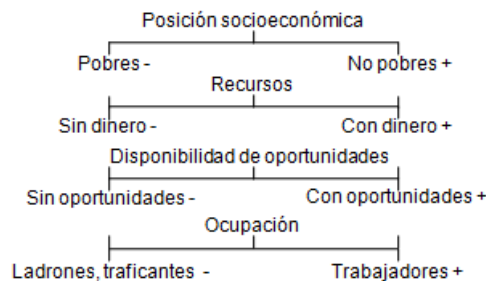 Posición socioeconómica
Pobres - No pobres +
Recursos
Sin dinero - Con dinero +
Disponibilidad de oportunidades
Sin oportunidades - Con oportunidades +
Ocupación
Ladrones, traficantes - Trabajadores +